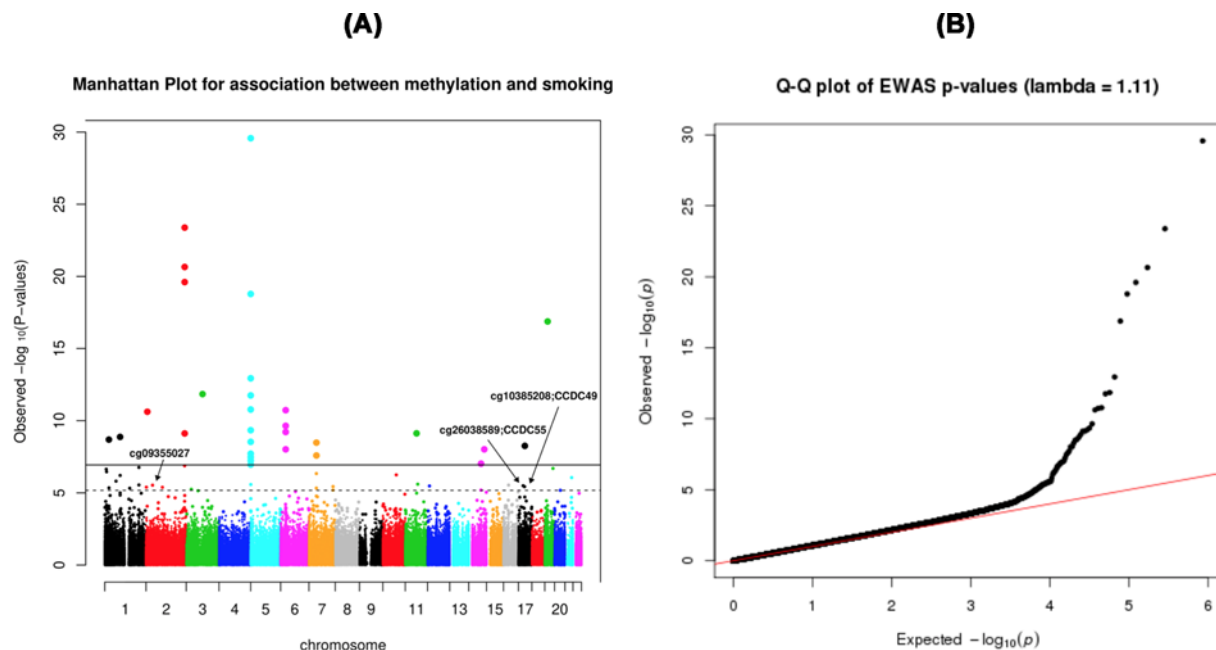 (A)
Manhattan Plot for association between methylation and smoking
Observed -log 10(P-values)
30
25
20
15
10
5
0
cg10385208;CCDC49
cg26038589;CCDC55
cg09355027
1 2 3 4 5 6 7 8 9 11 13 15 17 20
chromosome
(B)
Q-Q plot of EWAS p-values (lambda = 1.11)
Observed −log10(p)
30
25
20
15
10
5
0
0 1 2 3 4 5 6
Expected −log10(p)